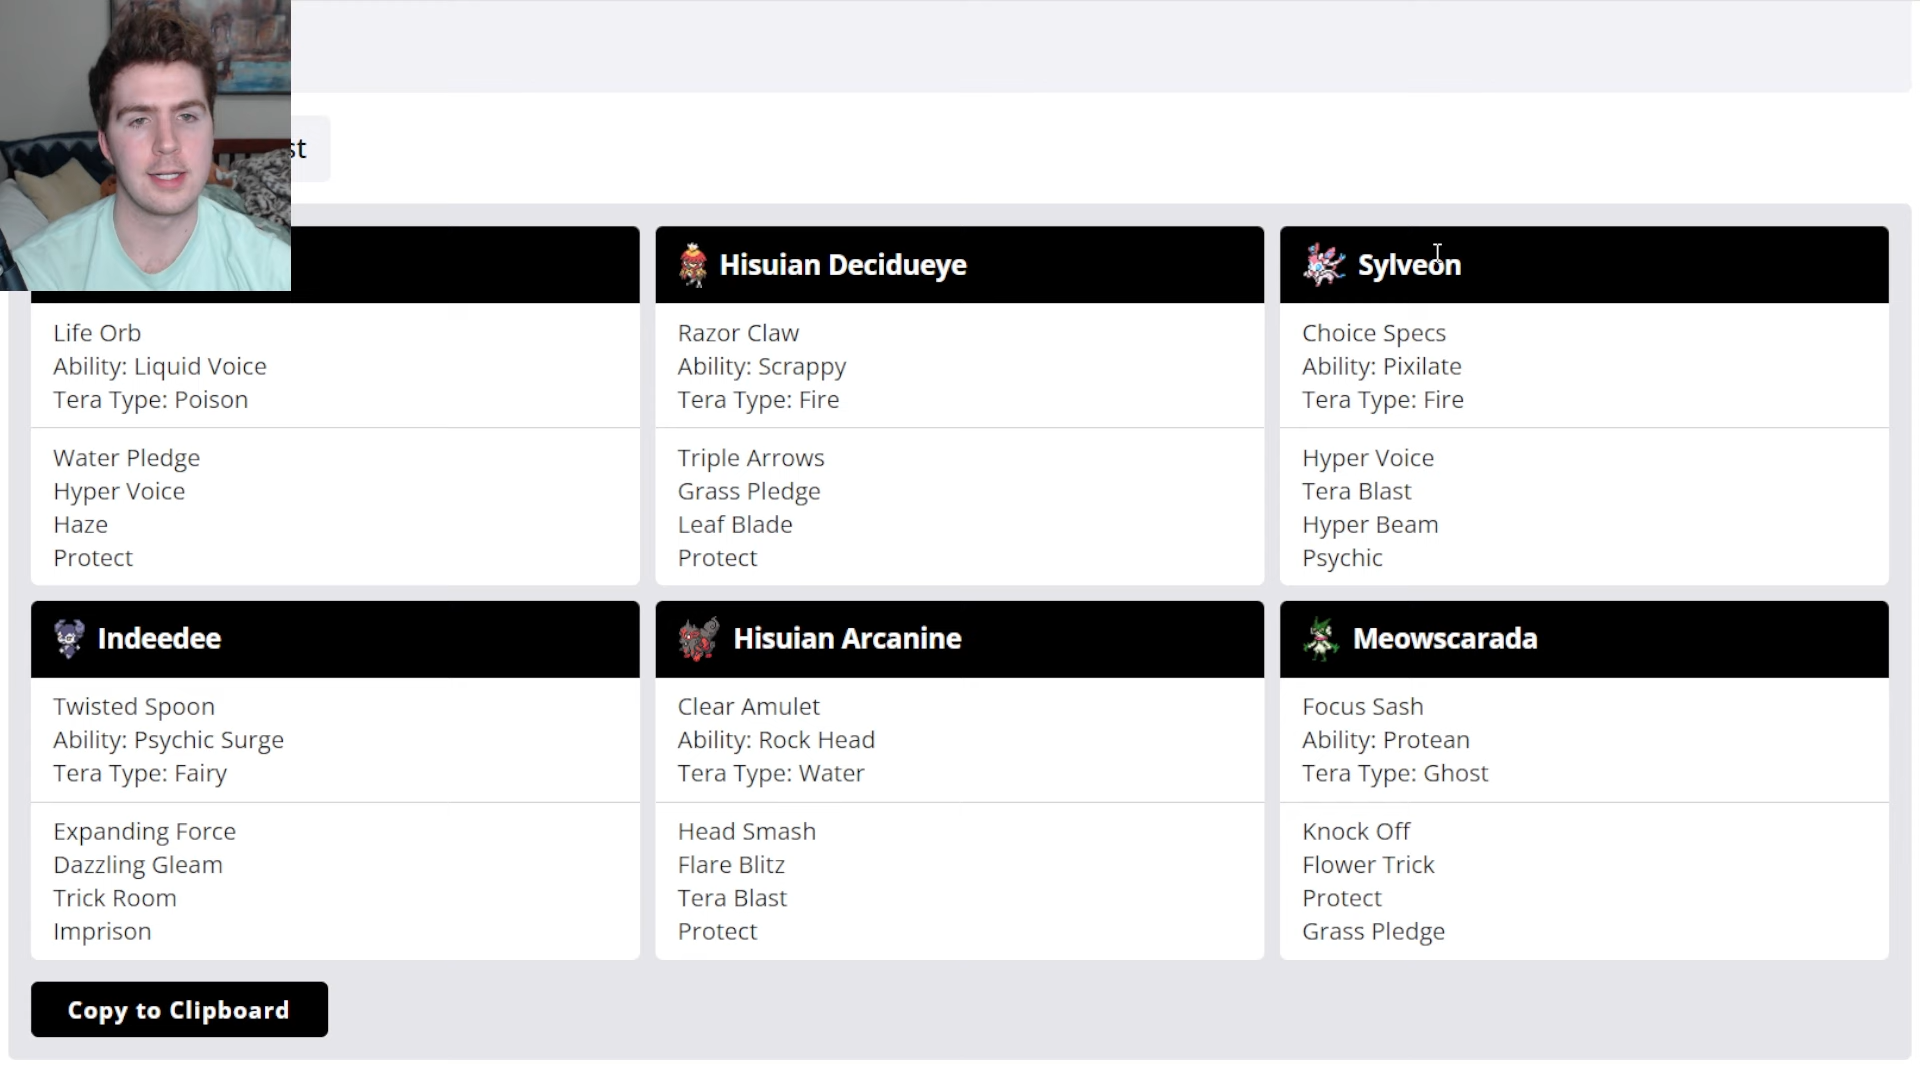 st
Life Orb
Ability: Liquid Voice
Tera Type: Poison
Water Pledge
Hyper Voice
Haze
Protect
Hisuian Decidueye
Razor Claw
Ability: Scrappy
Tera Type: Fire
Triple Arrows
Grass Pledge
Leaf Blade
Protect
Sylveon
Choice Specs
Ability: Pixilate
Tera Type: Fire
Hyper Voice
Tera Blast
Hyper Beam
Psychic
Indeedee
Twisted Spoon
Ability: Psychic Surge
Tera Type: Fairy
Expanding Force
Dazzling Gleam
Trick Room
Imprison
Hisuian Arcanine
Clear Amulet
Ability: Rock Head
Tera Type: Water
Head Smash
Flare Blitz
Tera Blast
Protect
Meowscarada
Focus Sash
Ability: Protean
Tera Type: Ghost
Knock Off
Flower Trick
Protect
Grass Pledge
Copy to Clipboard